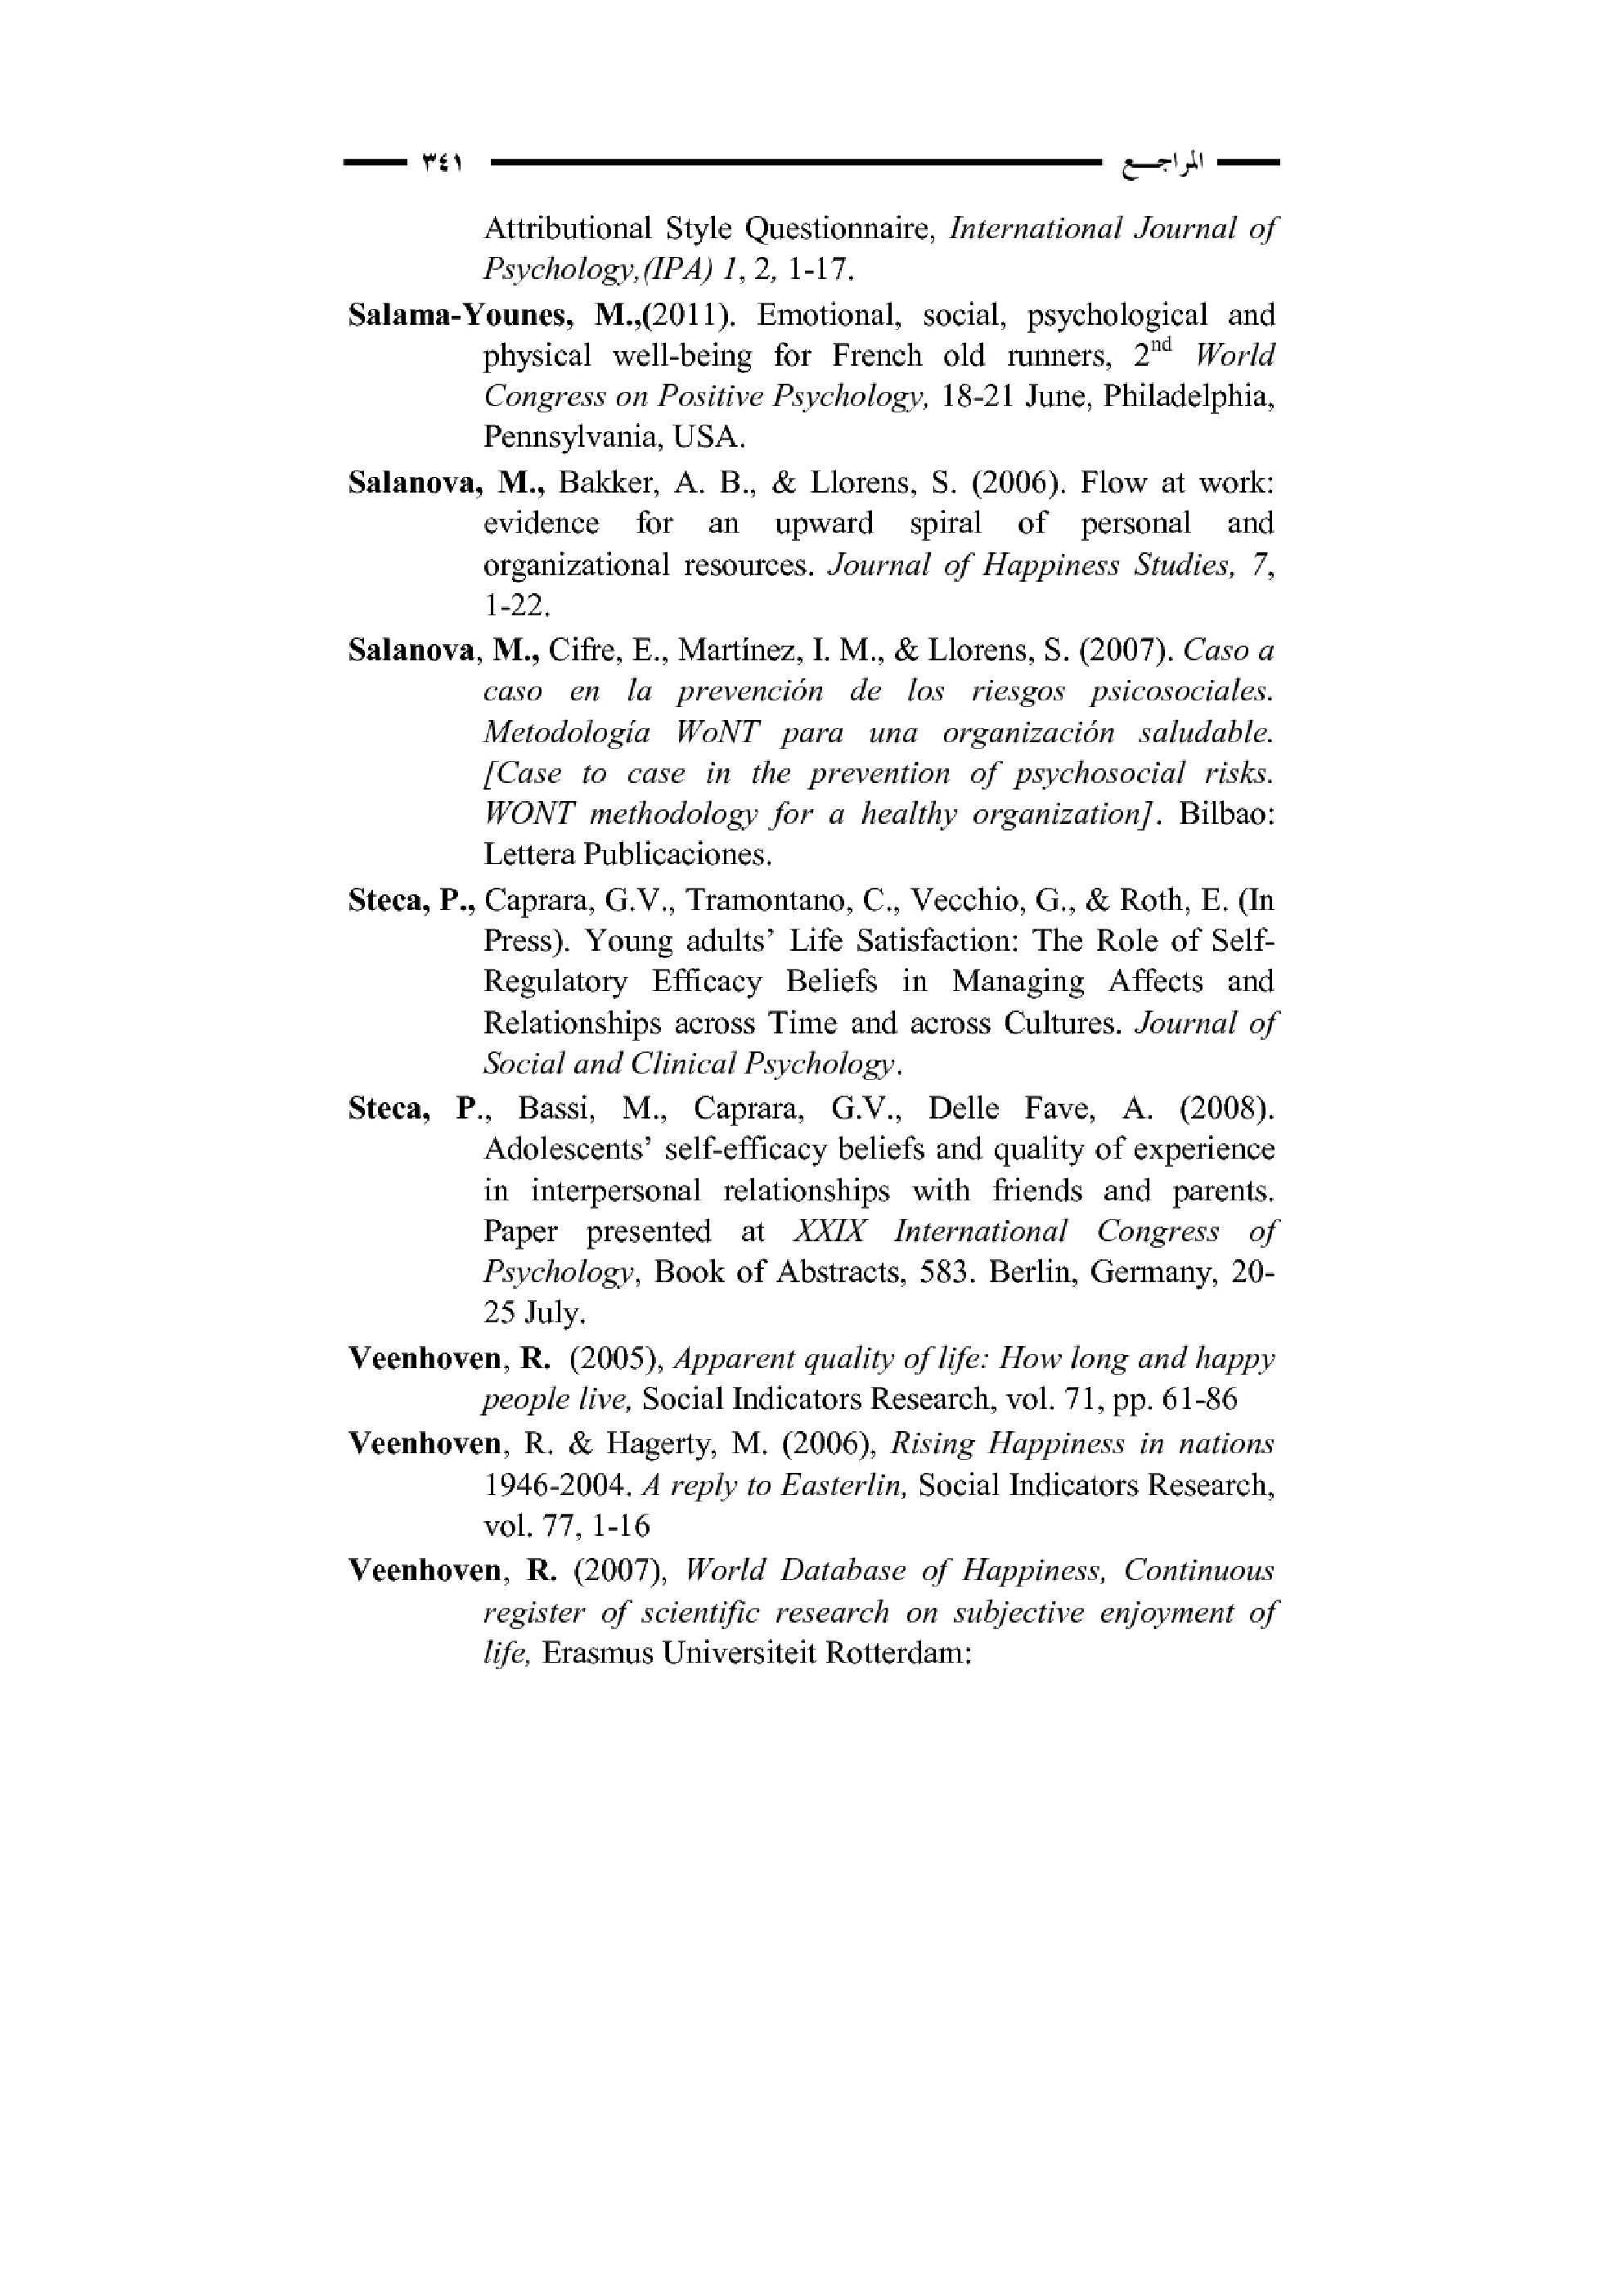 المراجع ٣٤١
Attributional Style Questionnaire, International Journal of
Psychology,(IPA) 1, 2, 1-17.
Salama-Younes, M.,(2011). Emotional, social, psychological and
physical well-being for French old runners, 2nd World
Congress on Positive Psychology, 18-21 June, Philadelphia,
Pennsylvania, USA.
Salanova, M., Bakker, A. B., & Llorens, S. (2006). Flow at work:
evidence for an upward spiral of personal and
organizational resources. Journal of Happiness Studies, 7,
1-22.
Salanova, M., Cifre, E., Martínez, I. M., & Llorens, S. (2007). Caso a
caso en la prevención de los riesgos psicosociales.
Metodología WoNT para una organización saludable.
[Case to case in the prevention of psychosocial risks.
WONT methodology for a healthy organization]. Bilbao:
Lettera Publicaciones.
Steca, P., Caprara, G.V., Tramontano, C., Vecchio, G., & Roth, E. (In
Press). Young adults’ Life Satisfaction: The Role of Self-
Regulatory Efficacy Beliefs in Managing Affects and
Relationships across Time and across Cultures. Journal of
Social and Clinical Psychology.
Steca, P., Bassi, M., Caprara, G.V., Delle Fave, A. (2008).
Adolescents’ self-efficacy beliefs and quality of experience
in interpersonal relationships with friends and parents.
Paper presented at XXIX International Congress of
Psychology, Book of Abstracts, 583. Berlin, Germany, 20-
25 July.
Veenhoven, R. (2005), Apparent quality of life: How long and happy
people live, Social Indicators Research, vol. 71, pp. 61-86
Veenhoven, R. & Hagerty, M. (2006), Rising Happiness in nations
1946-2004. A reply to Easterlin, Social Indicators Research,
vol. 77, 1-16
Veenhoven, R. (2007), World Database of Happiness, Continuous
register of scientific research on subjective enjoyment of
life, Erasmus Universiteit Rotterdam: